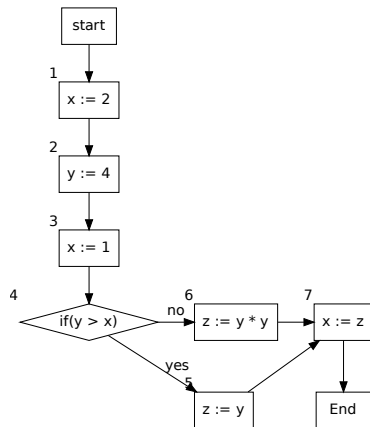 start
1
x := 2
2
y := 4
3
x := 1
4
if(y > x)
no
6
z := y * y
7
x := z
yes
5
z := y
End